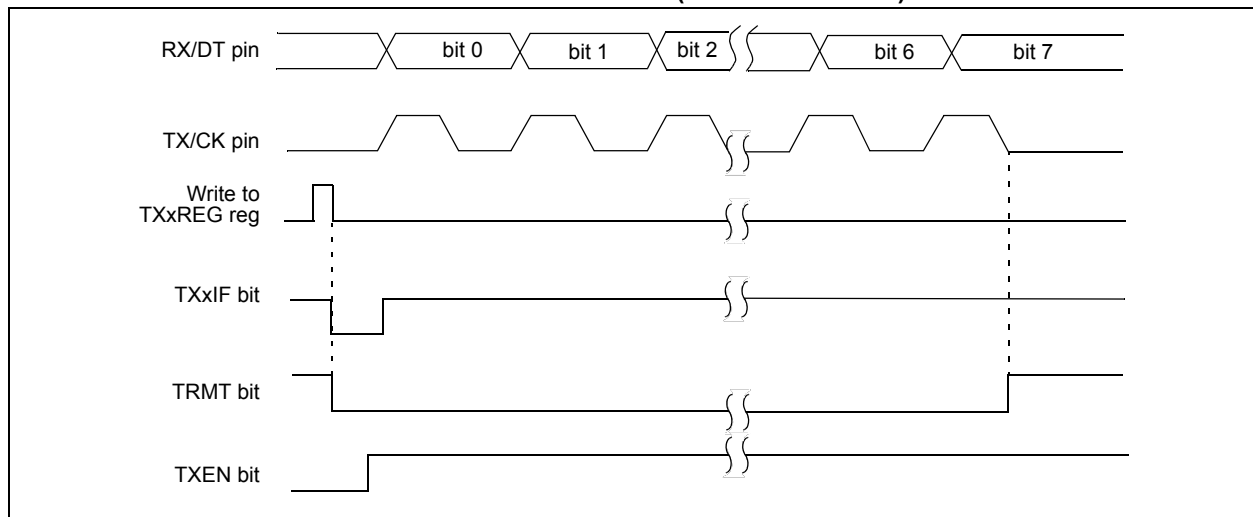 RX/DT pin
bit 0
bit 1
bit 2
bit 6
bit 7
TX/CK pin
Write to
TXxREG reg
TXxIF bit
TRMT bit
TXEN bit